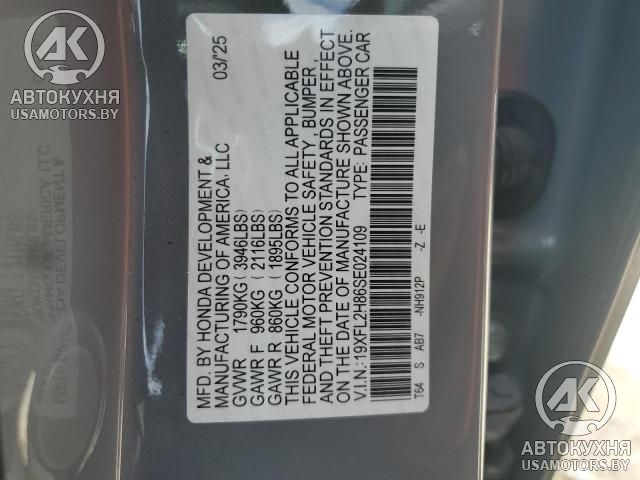 MFD. BY HONDA DEVELOPMENT &
MANUFACTURING OF AMERICA, LLC
03/'25
GVWR 1790KG ( 3946LBS)
GAWR F 960KG ( 2116LBS)
GAWR R 860KG ( 1895LBS)
THIS VEHICLE CONFORMS TO ALL APPLICABLE
FEDERAL MOTOR VEHICLE SAFETY, BUMPER,
AND THEFT PREVENTION STANDARDS IN EFFECT
ON THE DATE OF MANUFACTURE SHOWN ABOVE.
V.I.N.:19XFL2H86SE024109 TYPE: PASSENGER CAR
T64 S AB7 -NH912P -Z -E
AK
АВТОКУХНЯ
USAMOTORS.BY
AK
АВТОКУХНЯ
USAMOTORS.BY